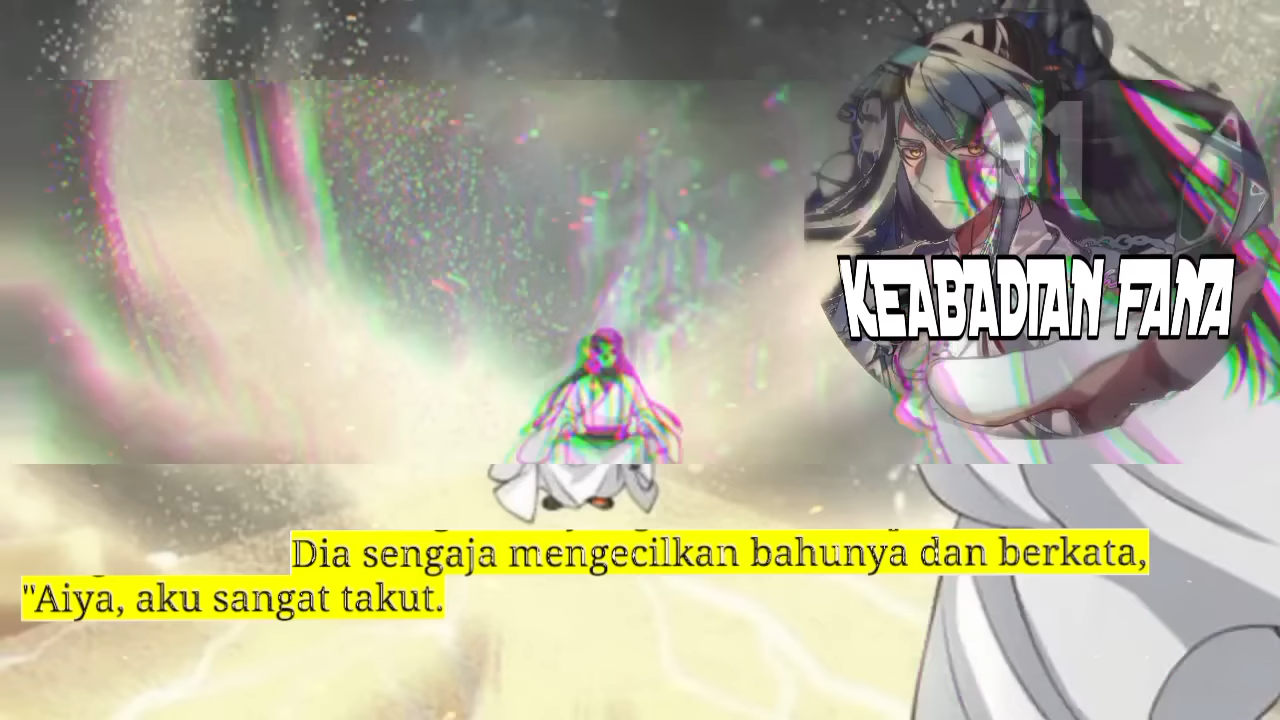 KEABADIAN FANA
Dia sengaja mengecilkan bahunya dan berkata,
"Aiya, aku sangat takut.